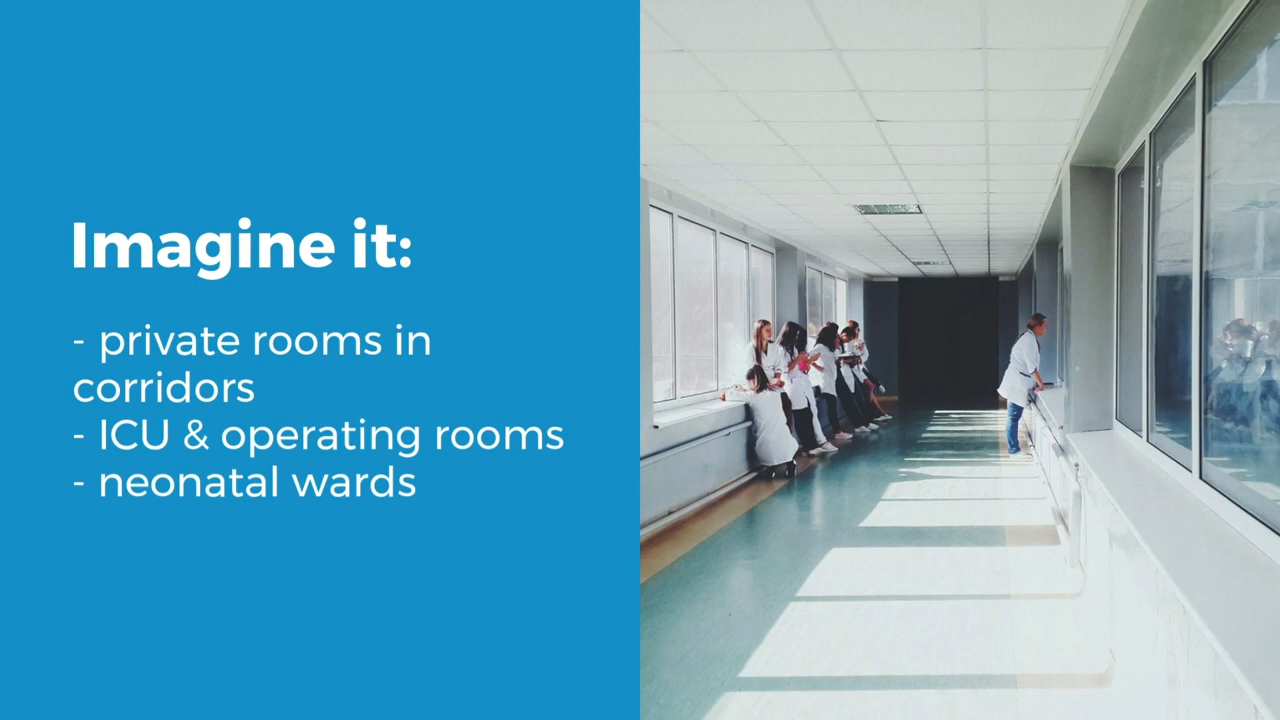 Imagine it:
- private rooms in
corridors
- ICU & operating rooms
- neonatal wards